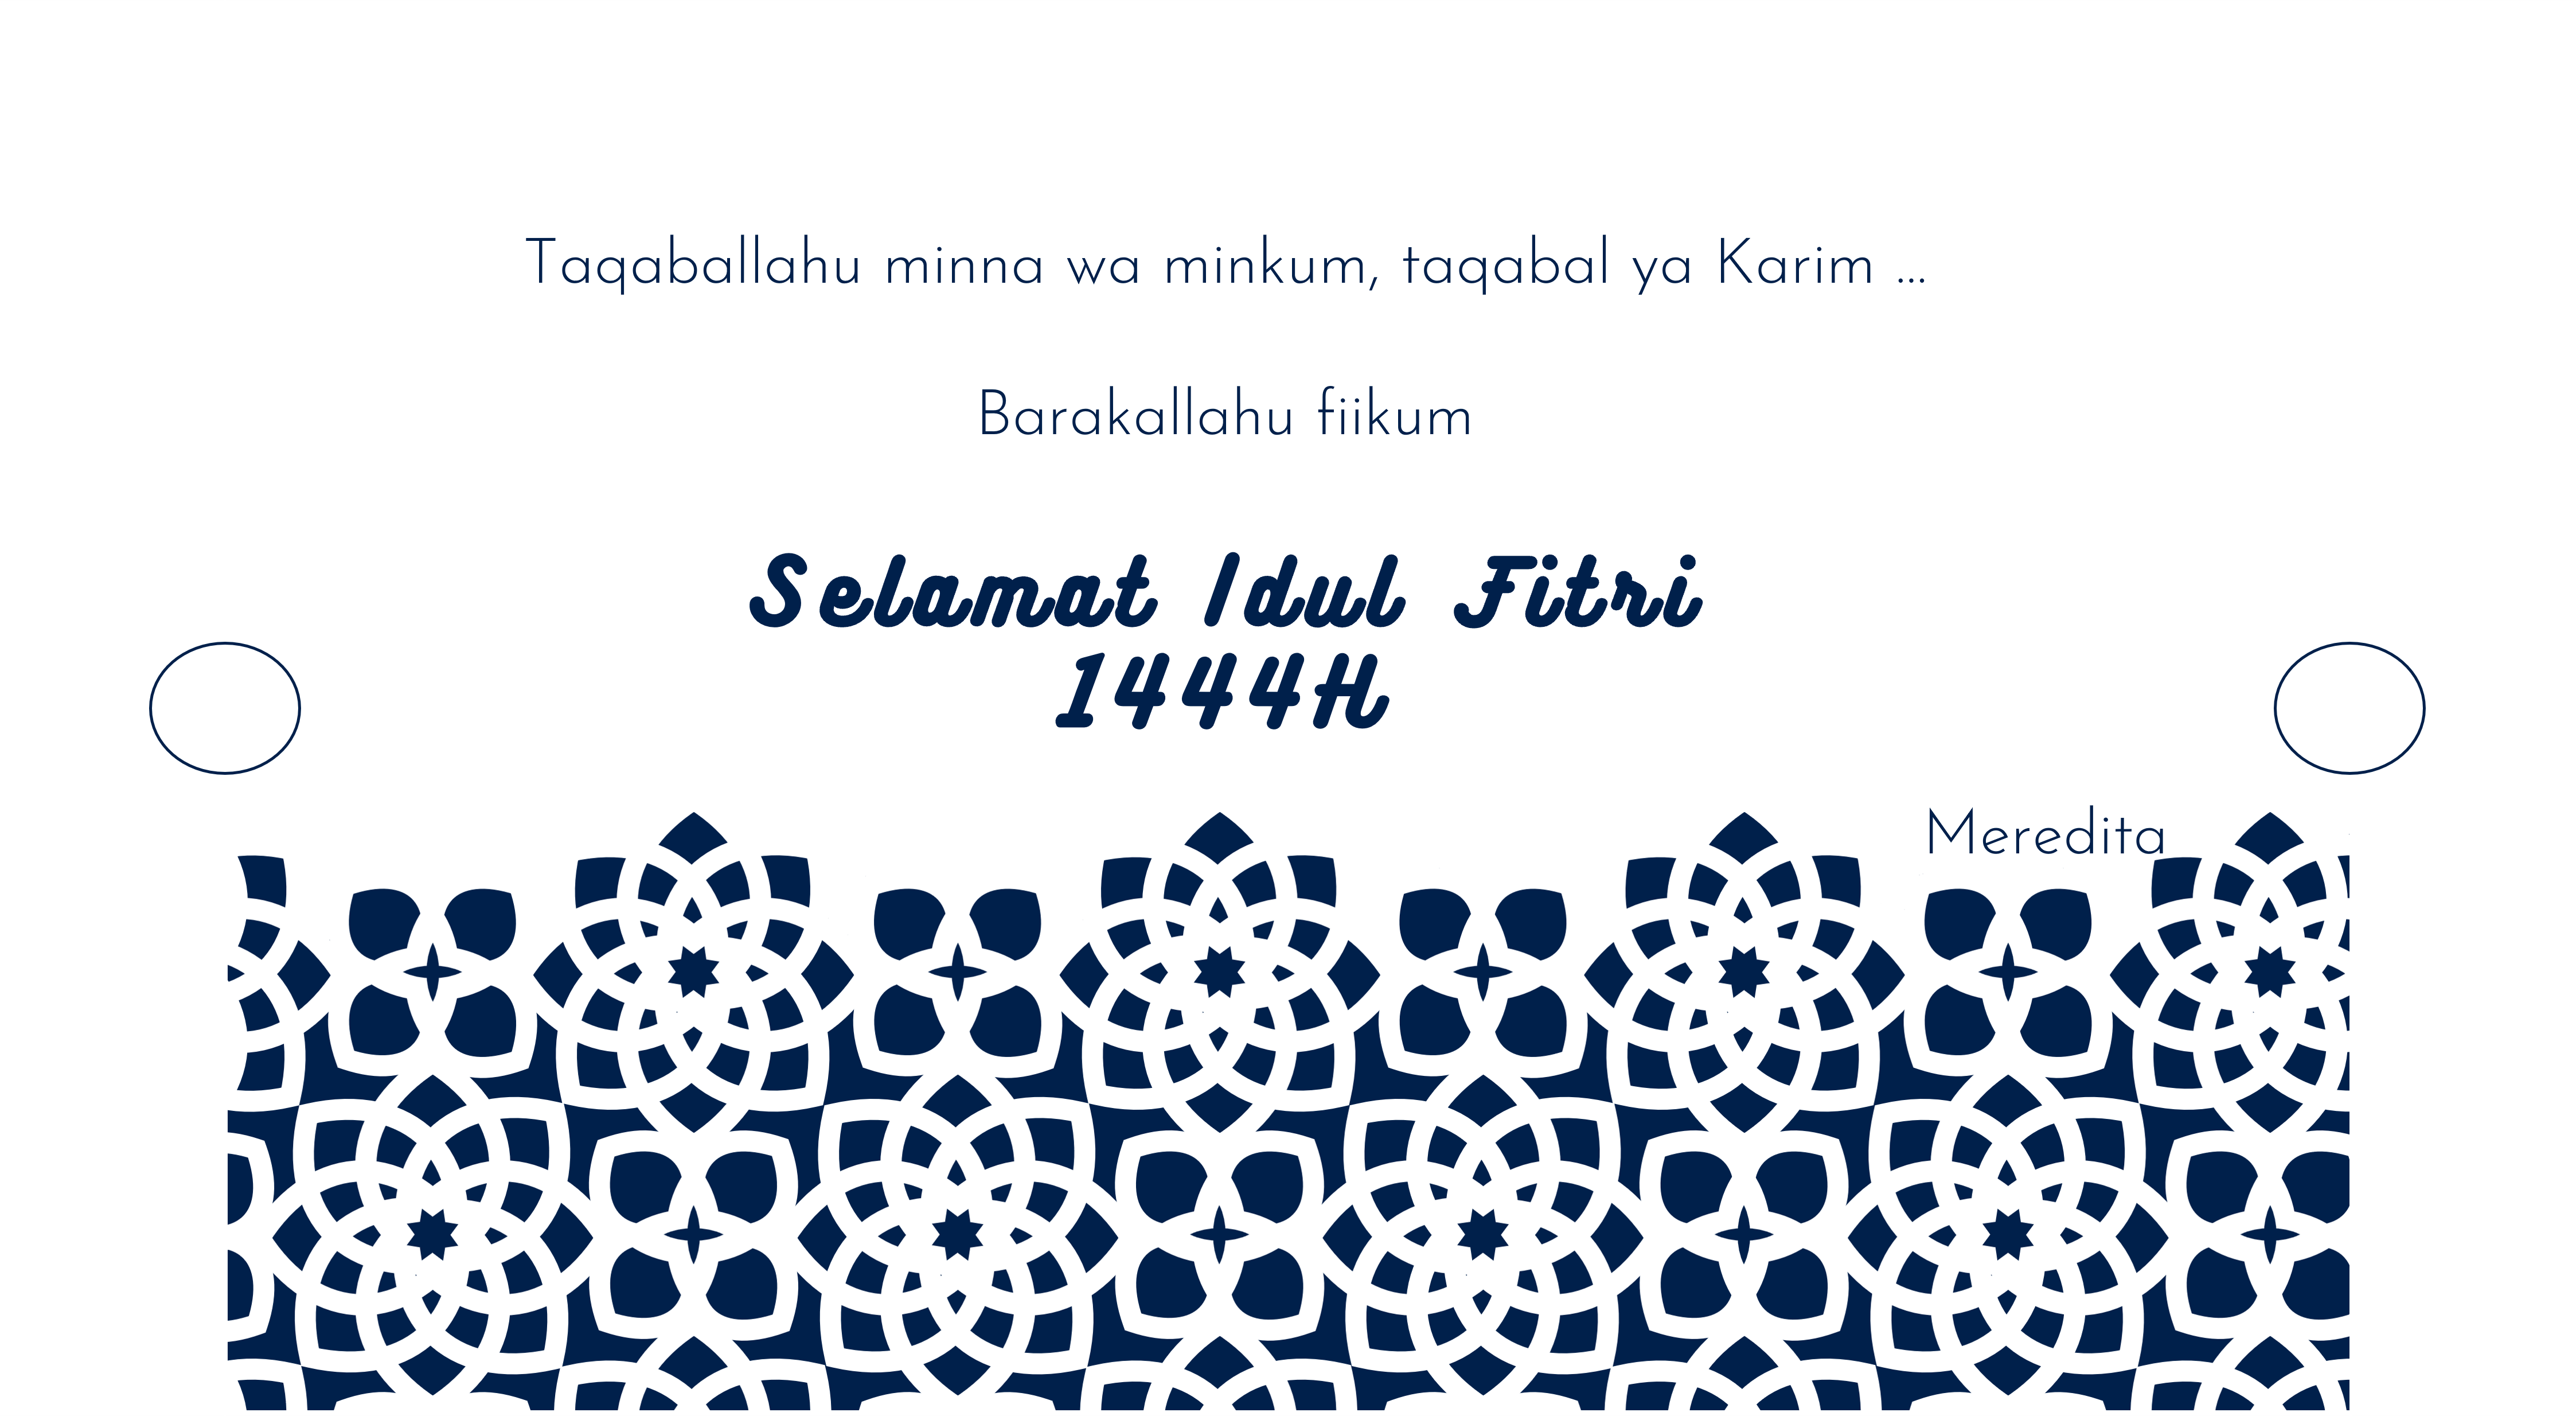 Taqaballahu minna wa minkum, taqabal ya Karim ...
Barakallahu fiikum
Selamat Idul Fitri
1444H
Meredita